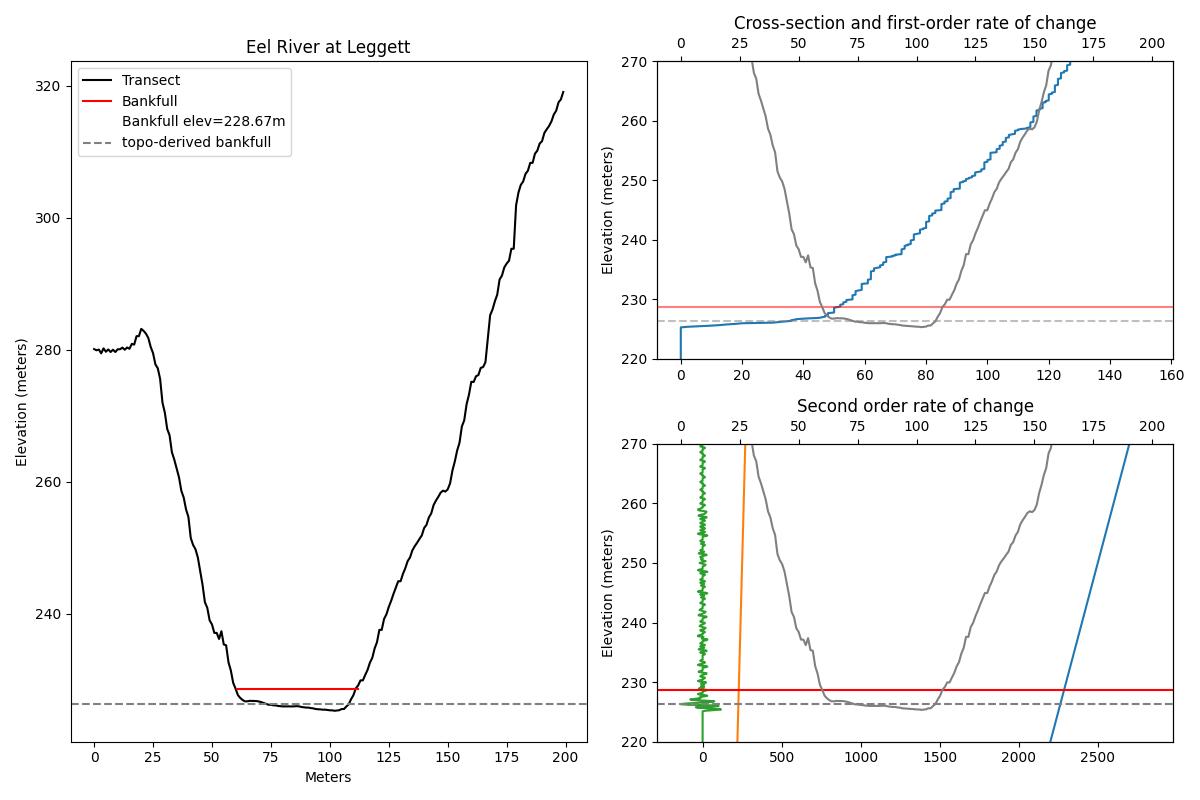 Eel River at Leggett
Transect
Bankfull
Bankfull elev=228.67m
topo-derived bankfull
320
300
280
260
240
Elevation (meters)
0 25 50 75 100 125 150 175 200
Meters
Cross-section and first-order rate of change
0 25 50 75 100 125 150 175 200
270
260
250
240
230
220
Elevation (meters)
0 20 40 60 80 100 120 140 160
Second order rate of change
0 25 50 75 100 125 150 175 200
270
260
250
240
230
220
Elevation (meters)
0 500 1000 1500 2000 2500